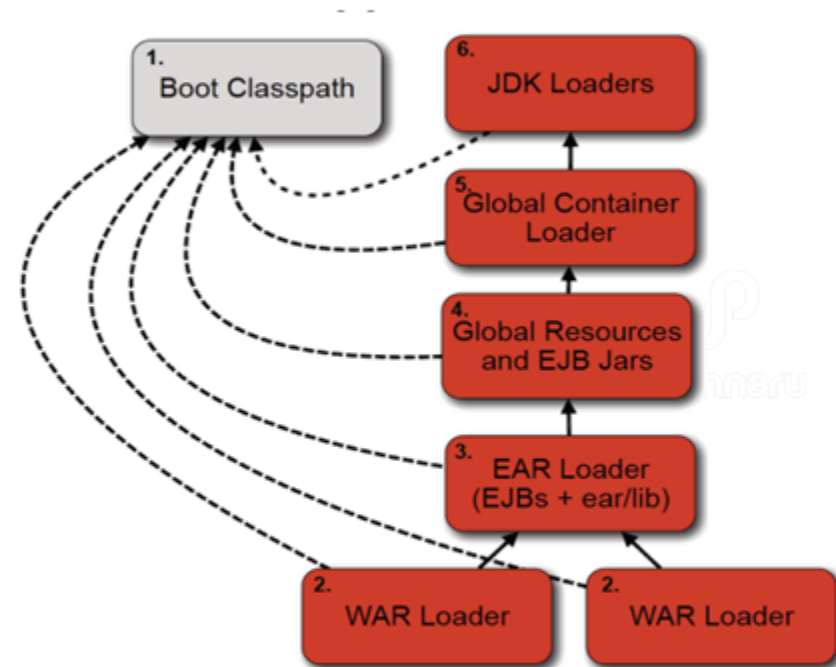 1.
Boot Classpath
6.
JDK Loaders
5.
Global Container
Loader
4.
Global Resources
and EJB Jars
3.
EAR Loader
(EJBs + ear/lib)
2.
WAR Loader
2.
WAR Loader